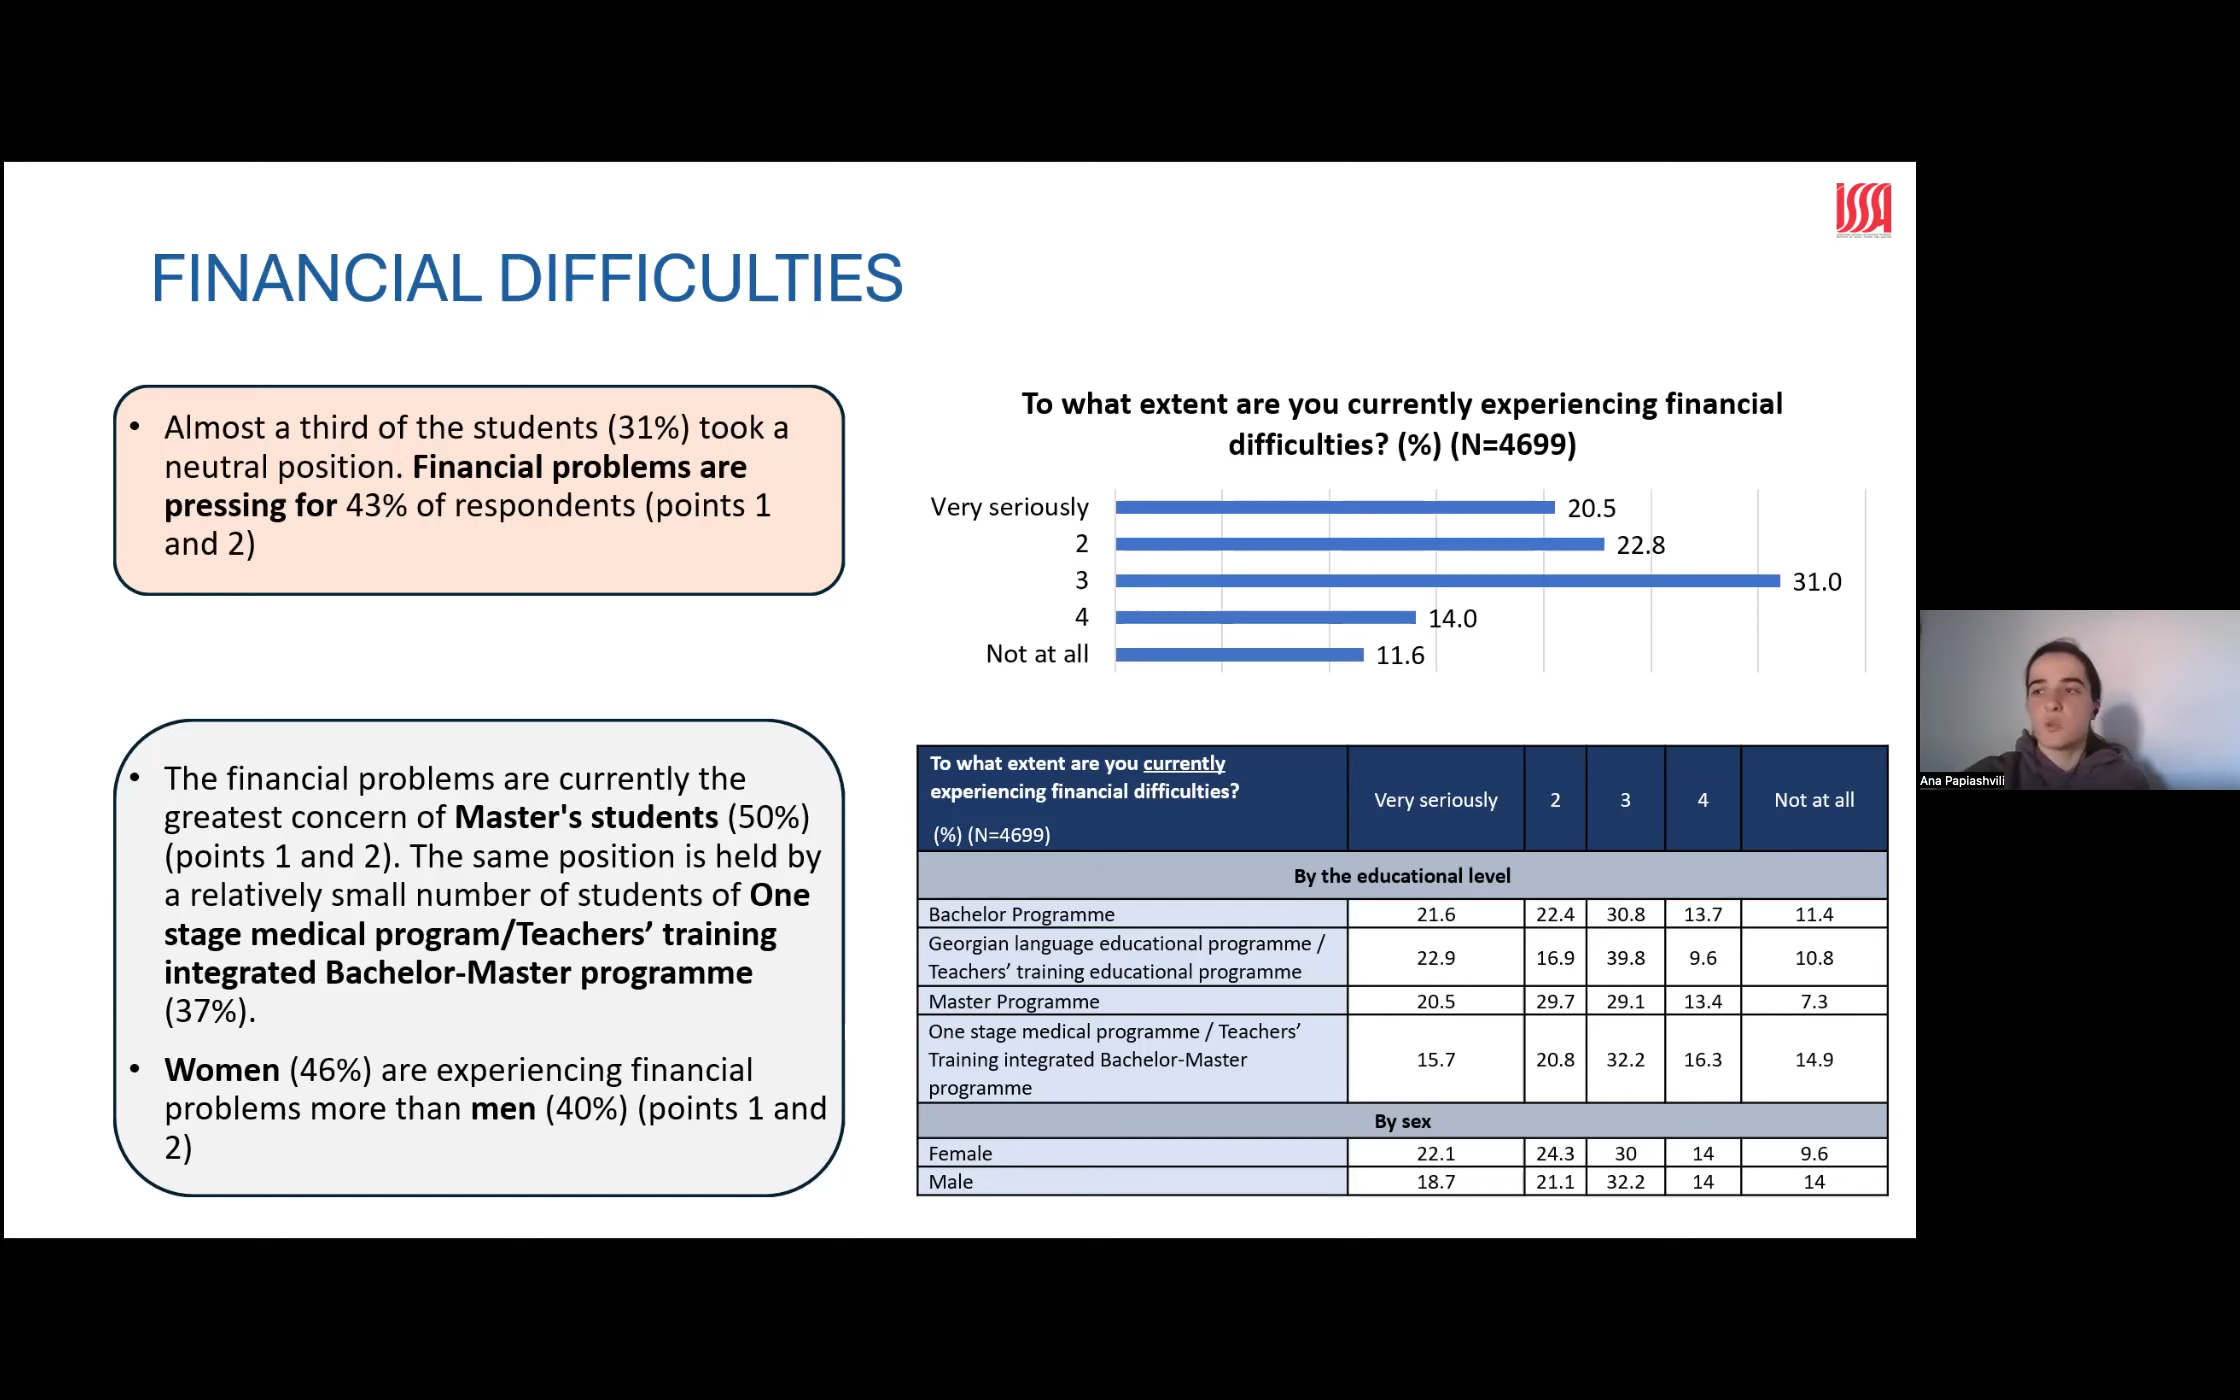 FINANCIAL DIFFICULTIES
• Almost a third of the students (31%) took a
neutral position. Financial problems are
pressing for 43% of respondents (points 1
and 2)
• The financial problems are currently the
greatest concern of Master's students (50%)
(points 1 and 2). The same position is held by
a relatively small number of students of One
stage medical program/Teachers’ training
integrated Bachelor-Master programme
(37%).
• Women (46%) are experiencing financial
problems more than men (40%) (points 1 and
2)
ISSA
To what extent are you currently experiencing financial
difficulties? (%) (N=4699)
Very seriously 20.5
2 22.8
3 31.0
4 14.0
Not at all 11.6
To what extent are you currently
experiencing financial difficulties?
(%) (N=4699)
Very seriously 2 3 4 Not at all
By the educational level
Bachelor Programme 21.6 22.4 30.8 13.7 11.4
Georgian language educational programme /
Teachers’ training educational programme 22.9 16.9 39.8 9.6 10.8
Master Programme 20.5 29.7 29.1 13.4 7.3
One stage medical programme / Teachers’
Training integrated Bachelor-Master
programme 15.7 20.8 32.2 16.3 14.9
By sex
Female 22.1 24.3 30 14 9.6
Male 18.7 21.1 32.2 14 14
Ana Papiashvili